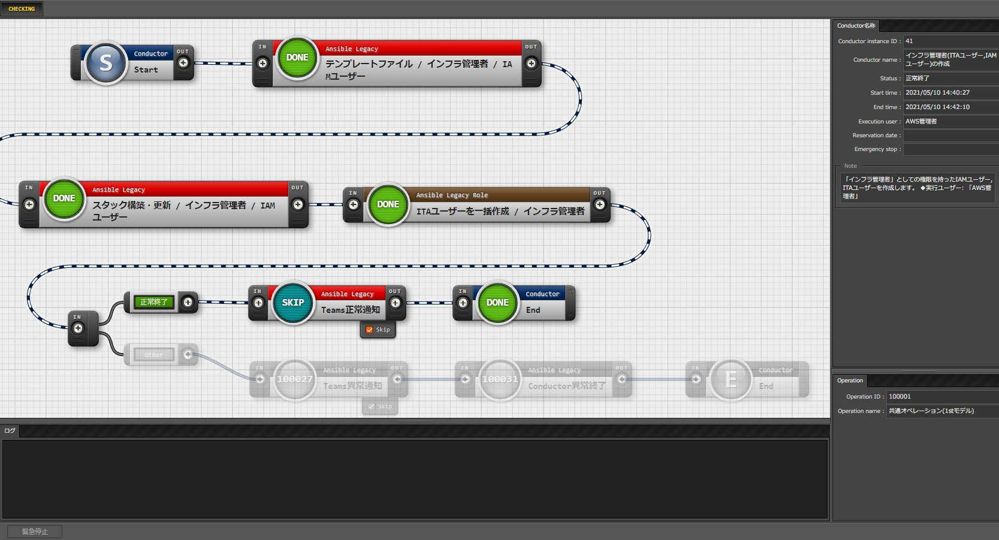 CHECKING
S
Conductor
Start
OUT
IN
DONE
Ansible Legacy
テンプレートファイル / インフラ管理者 / IA
Mユーザー
OUT
IN
DONE
Ansible Legacy
スタック構築・更新 / インフラ管理者 / IAM
ユーザー
OUT
IN
DONE
Ansible Legacy Role
ITAユーザーを一括作成 / インフラ管理者
OUT
IN
正常終了
Other
IN
SKIP
Ansible Legacy
Teams正常通知
OUT
Skip
IN
DONE
Conductor
End
IN
100027
Ansible Legacy
Teams異常通知
OUT
Skip
IN
100031
Ansible Legacy
Conductor異常終了
OUT
IN
E
Conductor
End
ログ
緊急停止
Conductor名称
Conductor instance ID : 41
Conductor name : インフラ管理者(ITAユーザー,IAM
ユーザー)の作成
Status : 正常終了
Start time : 2021/05/10 14:40:27
End time : 2021/05/10 14:42:10
Execution user : AWS管理者
Reservation date :
Emergency stop :
Note
「インフラ管理者」としての権限を持ったIAMユーザー,
ITAユーザーを作成します。 ◆実行ユーザー: 「AWS管
理者」
Operation
Operation ID : 100001
Operation name : 共通オペレーション(1stモデル)